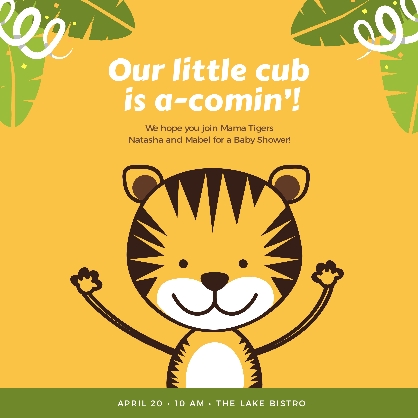 Our little cub
is a-comin'!
We hope you join Mama Tigers
Natasha and Mabel for a Baby Shower!
APRIL 20 • 10 AM • THE LAKE BISTRO